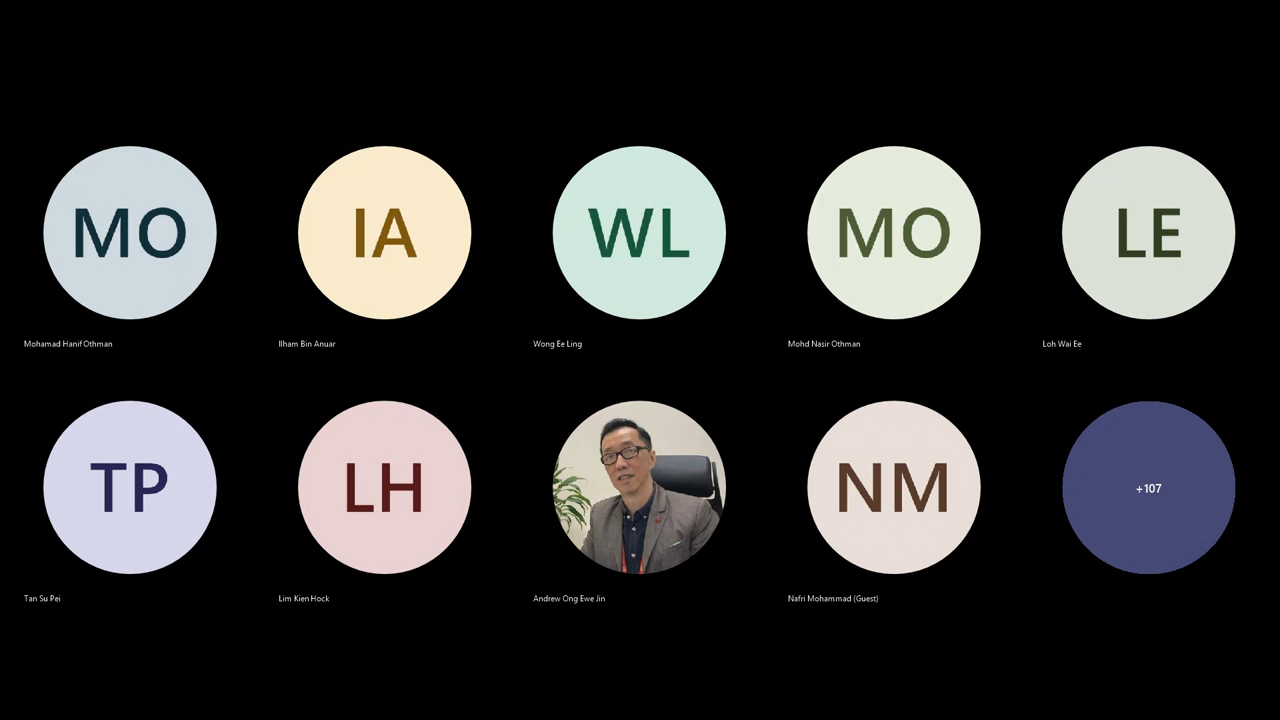 MO
IA
WL
MO
LE
Mohamad Hanif Othman
Ilham Bin Anuar
Wong Ee Ling
Mohd Nasir Othman
Loh Wai Ee
TP
LH
NM
+107
Tan Su Pei
Lim Kien Hock
Andrew Ong Ewe Jin
Nafri Mohammad (Guest)